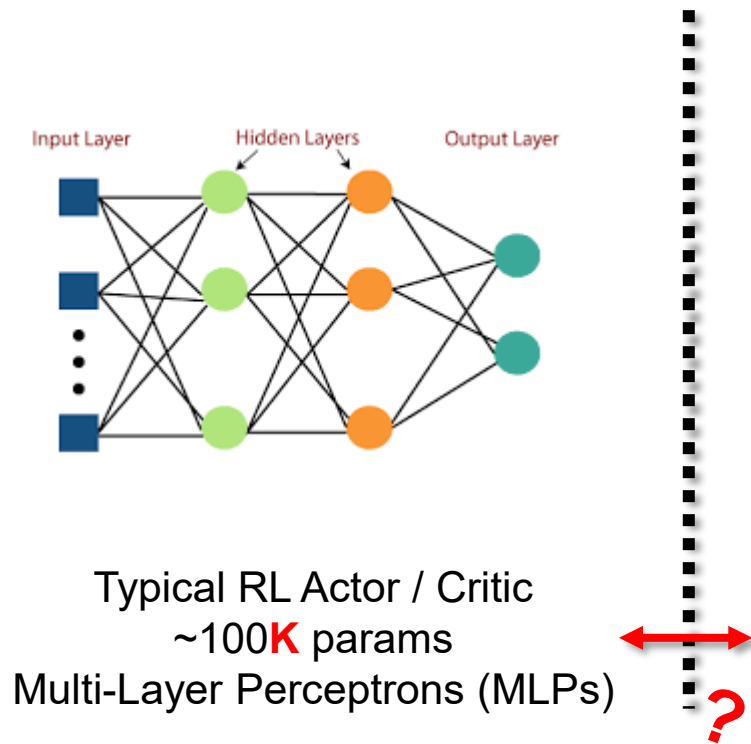 Input Layer
Hidden Layers
Output Layer
Typical RL Actor / Critic
~100K params
Multi-Layer Perceptrons (MLPs)
?